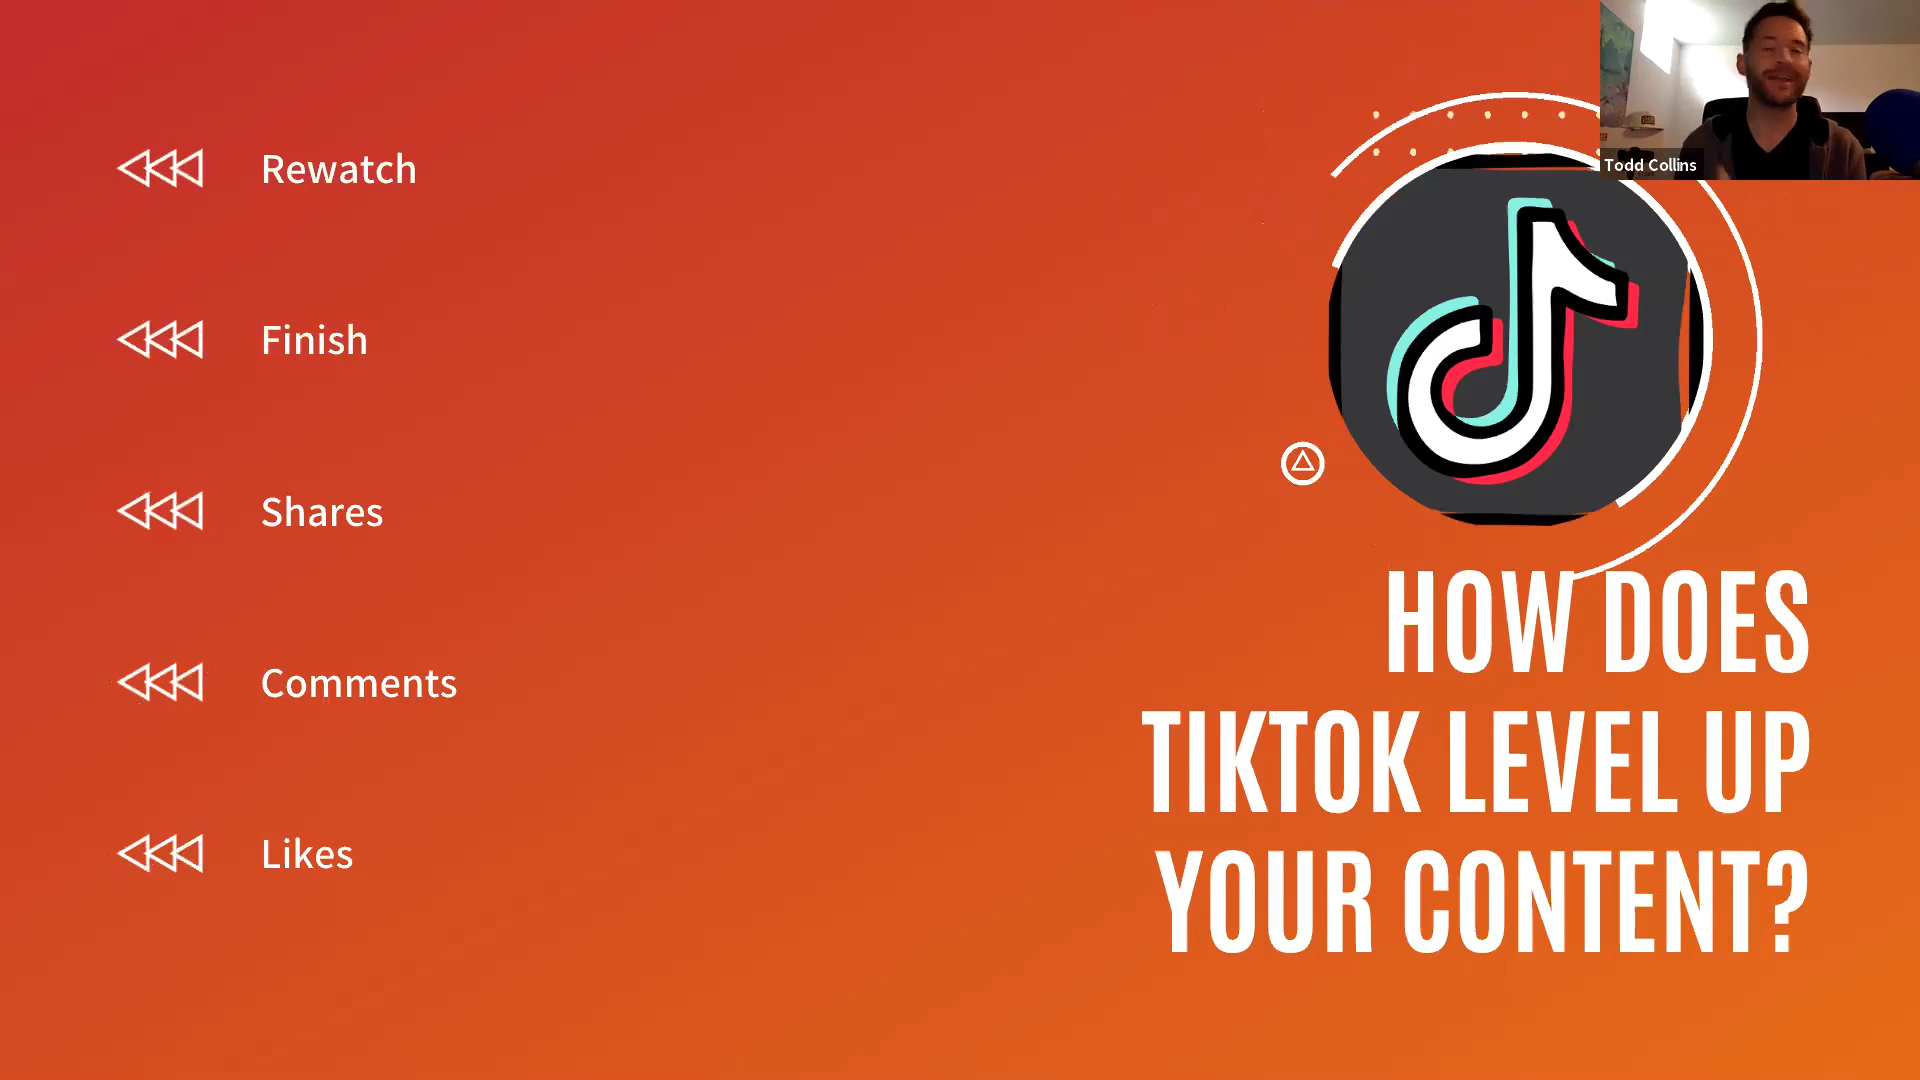 Rewatch
Finish
Shares
Comments
Likes
Todd Collins
HOW DOES
TIKTOK LEVEL UP
YOUR CONTENT?